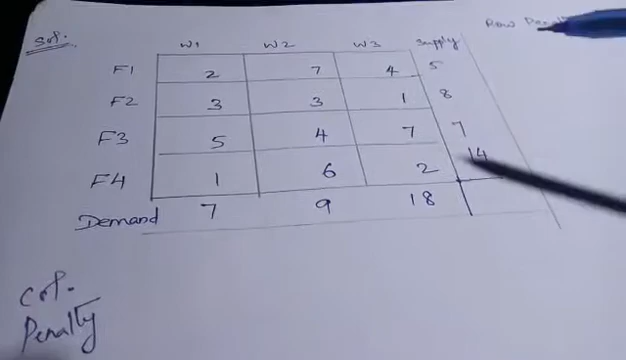 Sol.
W1 W2 W3 Supply Row
F1 2 7 4 5
F2 3 3 1 8
F3 5 4 7 7
F4 1 6 2 14
Demand 7 9 18
Col.
Penalty